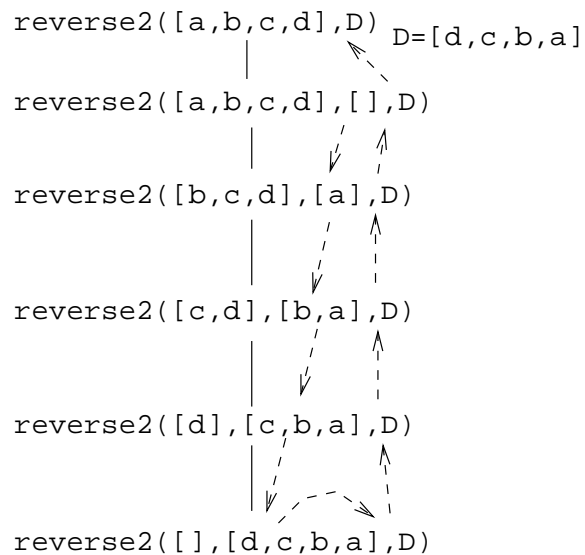 reverse2([a,b,c,d],D) D=[d,c,b,a]
reverse2([a,b,c,d],[],D)
reverse2([b,c,d],[a],D)
reverse2([c,d],[b,a],D)
reverse2([d],[c,b,a],D)
reverse2([],[d,c,b,a],D)